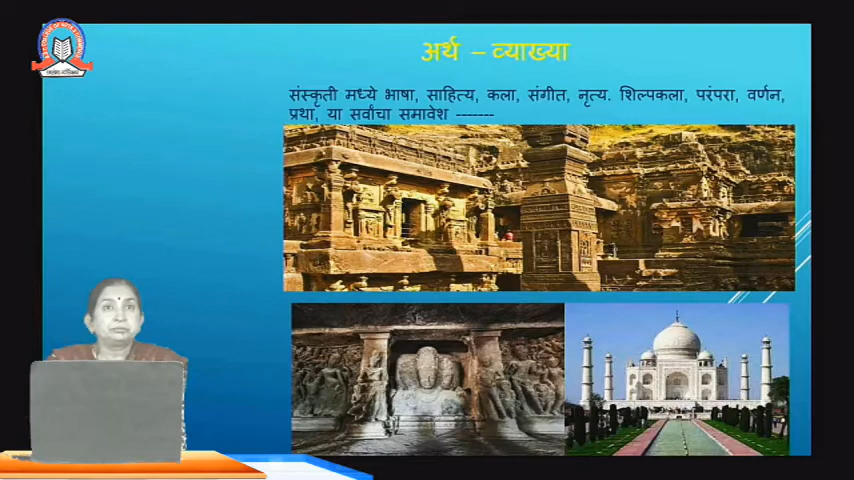 अर्थ – व्याख्या
संस्कृती मध्ये भाषा, साहित्य, कला, संगीत, नृत्य. शिल्पकला, परंपरा, वर्णन,
प्रथा, या सर्वांचा समावेश -------